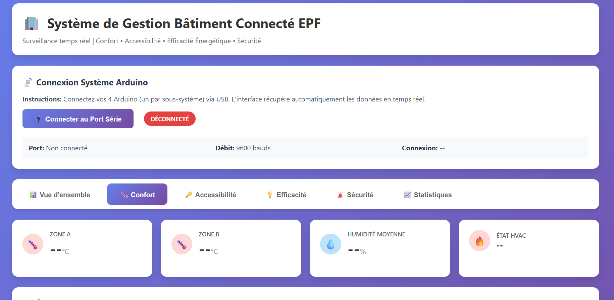 Système de Gestion Bâtiment Connecté EPF
Surveillance temps réel | Confort • Accessibilité • Efficacité Énergétique • Sécurité
Connexion Système Arduino
Instructions: Connectez vos 4 Arduino (un par sous-système) via USB. L'interface récupère automatiquement les données en temps réel.
Connecter au Port Série DÉCONNECTÉ
Port: Non connecté Débit: 9600 bauds Connexion: --
Vue d'ensemble Confort Accessibilité Efficacité Sécurité Statistiques
ZONE A ZONE B HUMIDITÉ MOYENNE ÉTAT HVAC
--°C --°C --% --